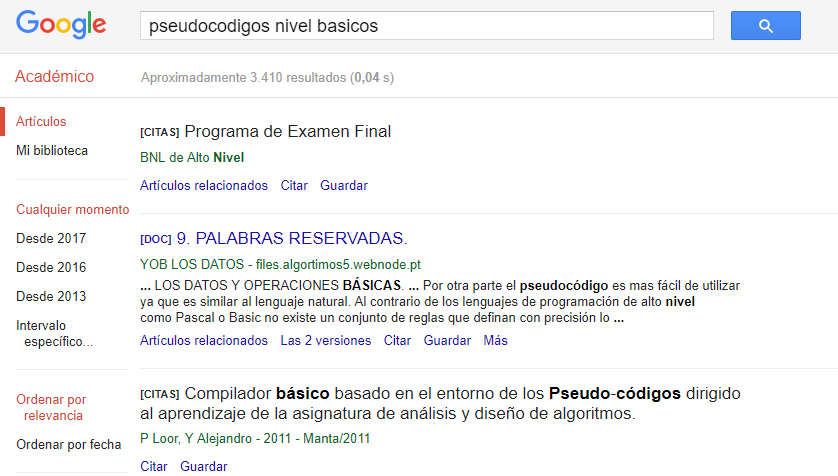 Google
pseudocodigos nivel basicos
Académico
Aproximadamente 3.410 resultados (0,04 s)
Artículos
Mi biblioteca
Cualquier momento
Desde 2017
Desde 2016
Desde 2013
Intervalo
específico...
Ordenar por
relevancia
Ordenar por fecha
[CITAS] Programa de Examen Final
BNL de Alto Nivel
Artículos relacionados Citar Guardar
[DOC] 9. PALABRAS RESERVADAS.
YOB LOS DATOS - files.algortimos5.webnode.pt
... LOS DATOS Y OPERACIONES BÁSICAS. ... Por otra parte el pseudocódigo es mas fácil de utilizar
ya que es similar al lenguaje natural. Al contrario de los lenguajes de programación de alto nivel
como Pascal o Basic no existe un conjunto de reglas que definan con precisión lo ...
Artículos relacionados Las 2 versiones Citar Guardar Más
[CITAS] Compilador básico basado en el entorno de los Pseudo-códigos dirigido
al aprendizaje de la asignatura de análisis y diseño de algoritmos.
P Loor, Y Alejandro - 2011 - Manta/2011
Citar Guardar